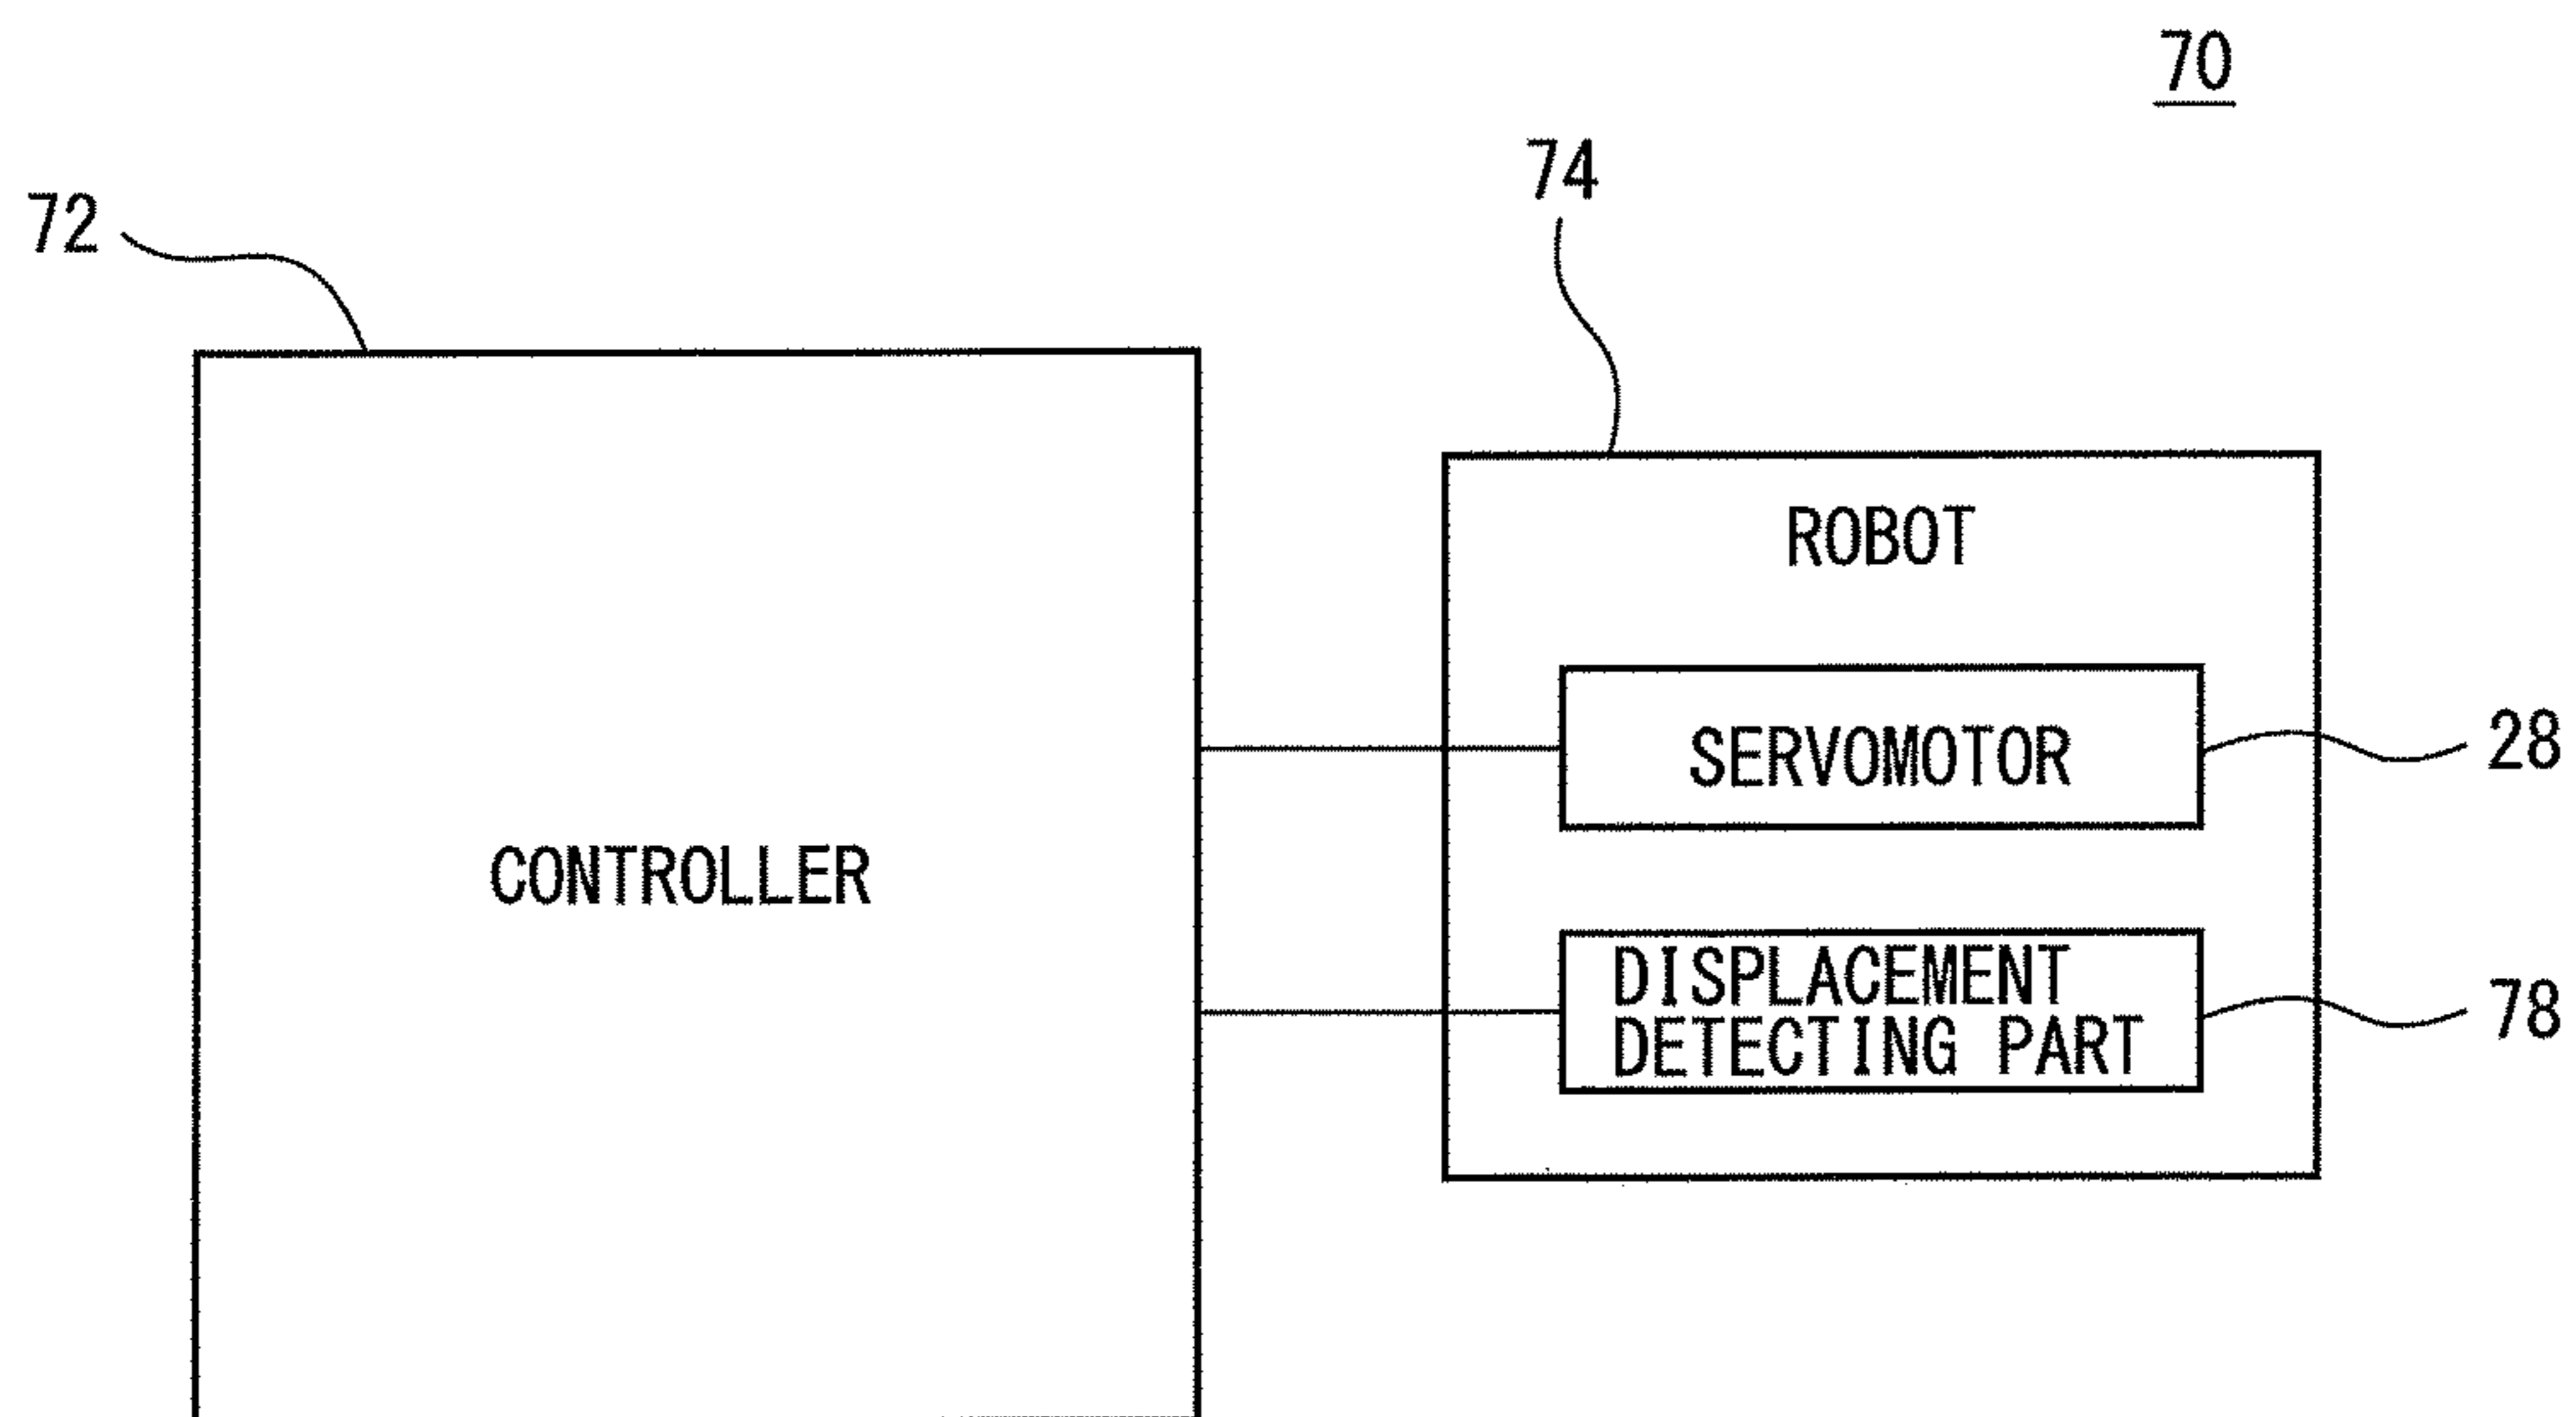 70
74
72
ROBOT
SERVOMOTOR
28
CONTROLLER
DISPLACEMENT
DETECTING PART
78